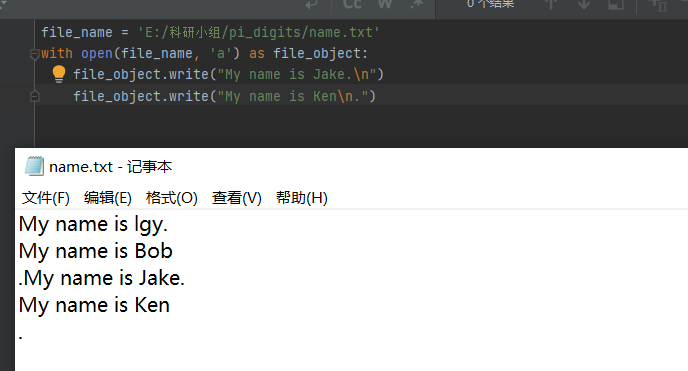 Cc W .* 0 个结果
file_name = 'E:/科研小组/pi_digits/name.txt'
with open(file_name, 'a') as file_object:
file_object.write("My name is Jake.\n")
file_object.write("My name is Ken\n.")
name.txt - 记事本
文件(F) 编辑(E) 格式(O) 查看(V) 帮助(H)
My name is lgy.
My name is Bob
.My name is Jake.
My name is Ken
.